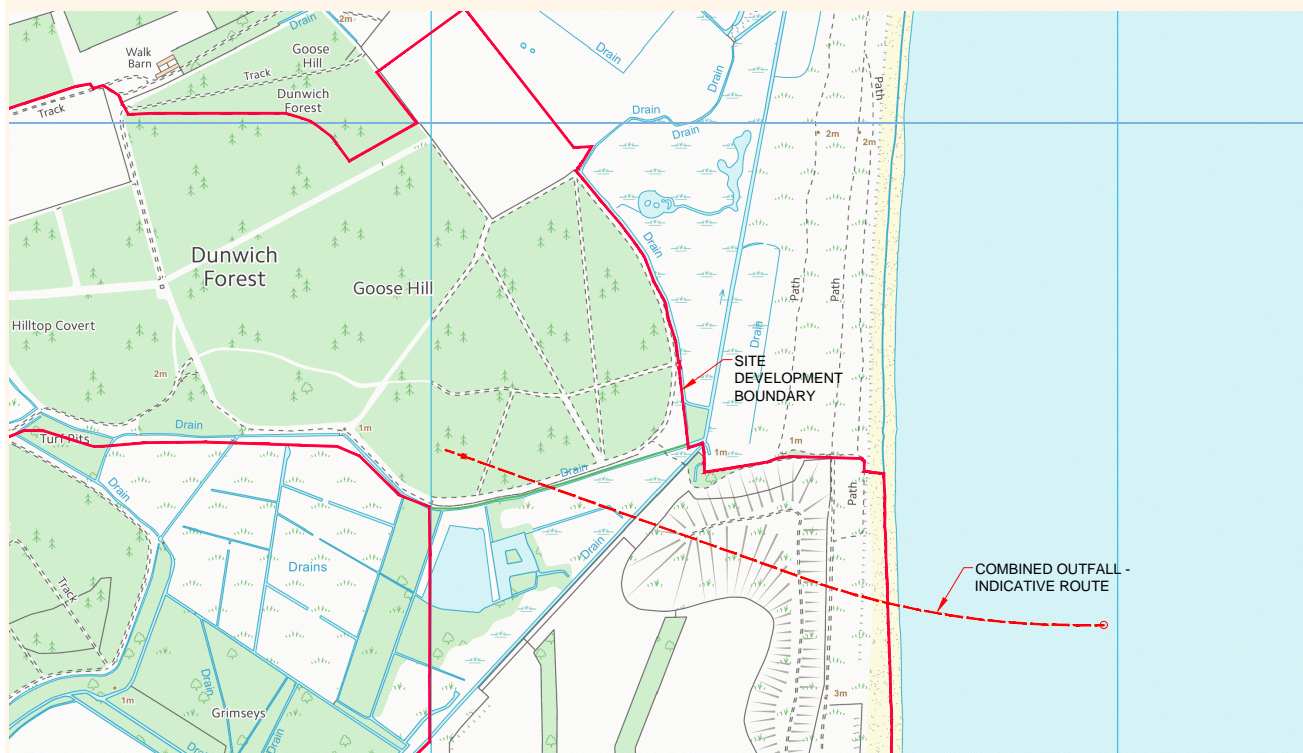 Drain
2m
Walk
Barn
Goose
Hill
Drain
Track
Drain
Path
Dunwich
Forest
Track
Drain
Drain
2m
2m
Drain
Dunwich
Forest
Goose Hill
Path
Path
Hilltop Covert
Drain
SITE
DEVELOPMENT
BOUNDARY
2m
Drain
1m
Turf Pits
1m
1m
Drain
Drain
Path
Drain
Drains
COMBINED OUTFALL -
INDICATIVE ROUTE
Track
Drain
1m
3m
Grimseys
Drain
Drain